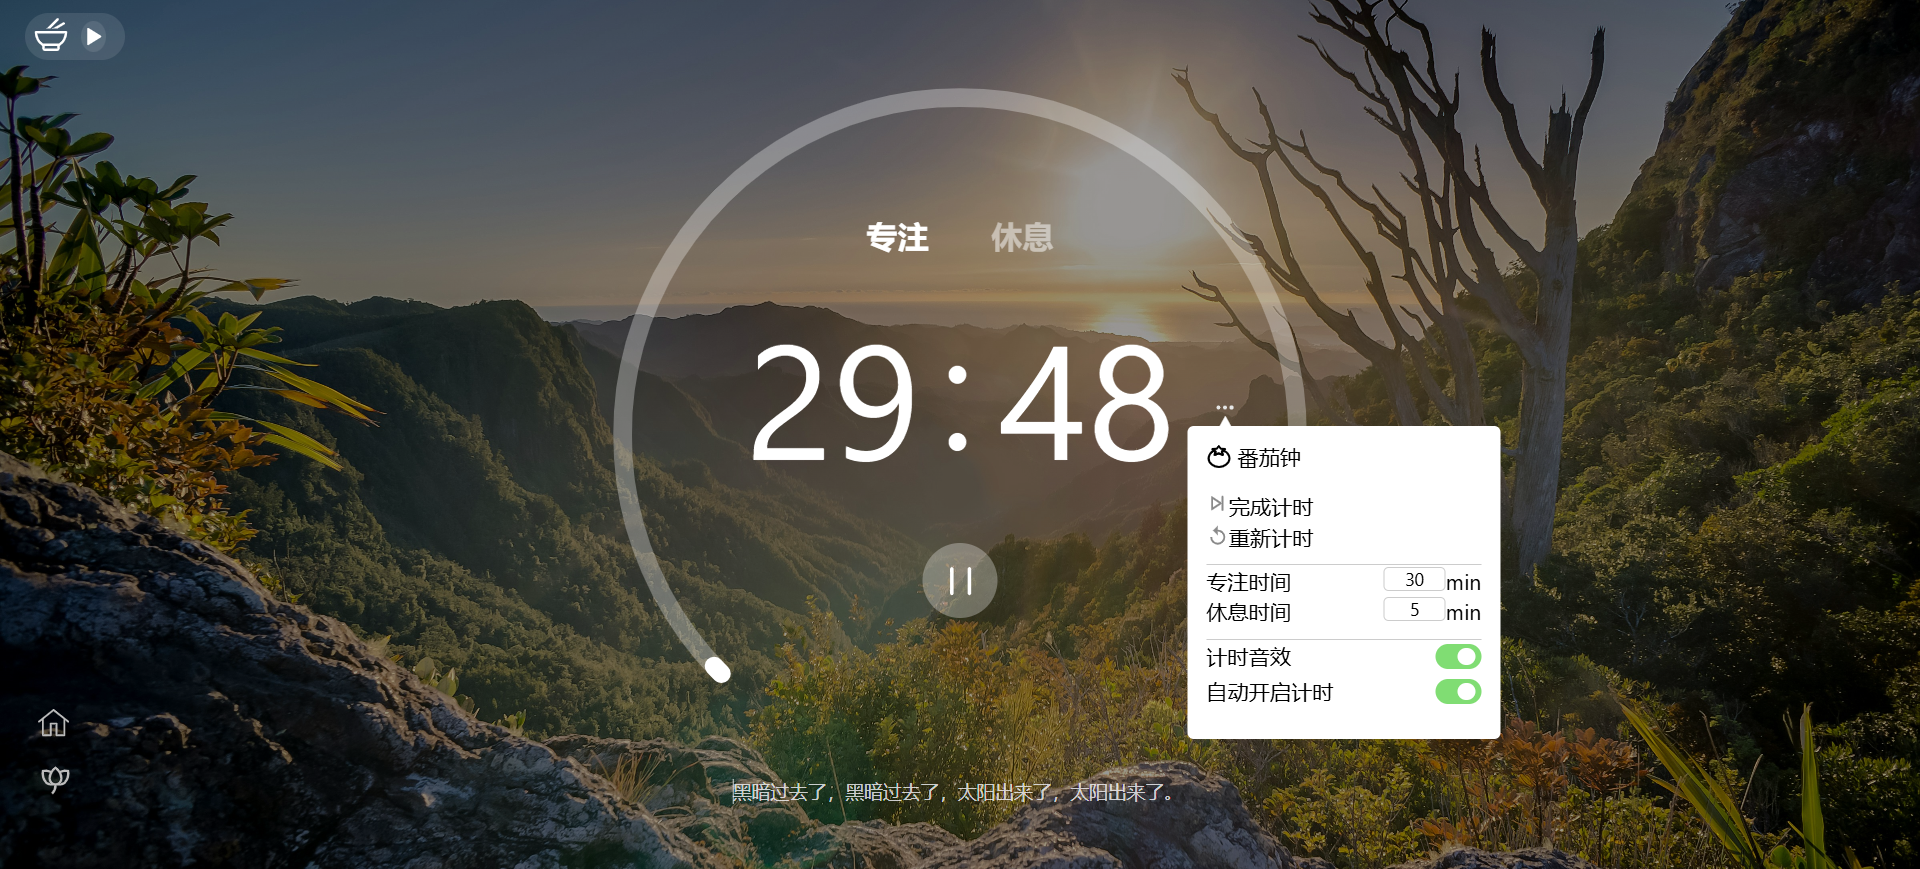 专注 休息
29:48
番茄钟
完成计时
重新计时
专注时间 30 min
休息时间 5 min
计时音效
自动开启计时
黑暗过去了，黑暗过去了，太阳出来了，太阳出来了。